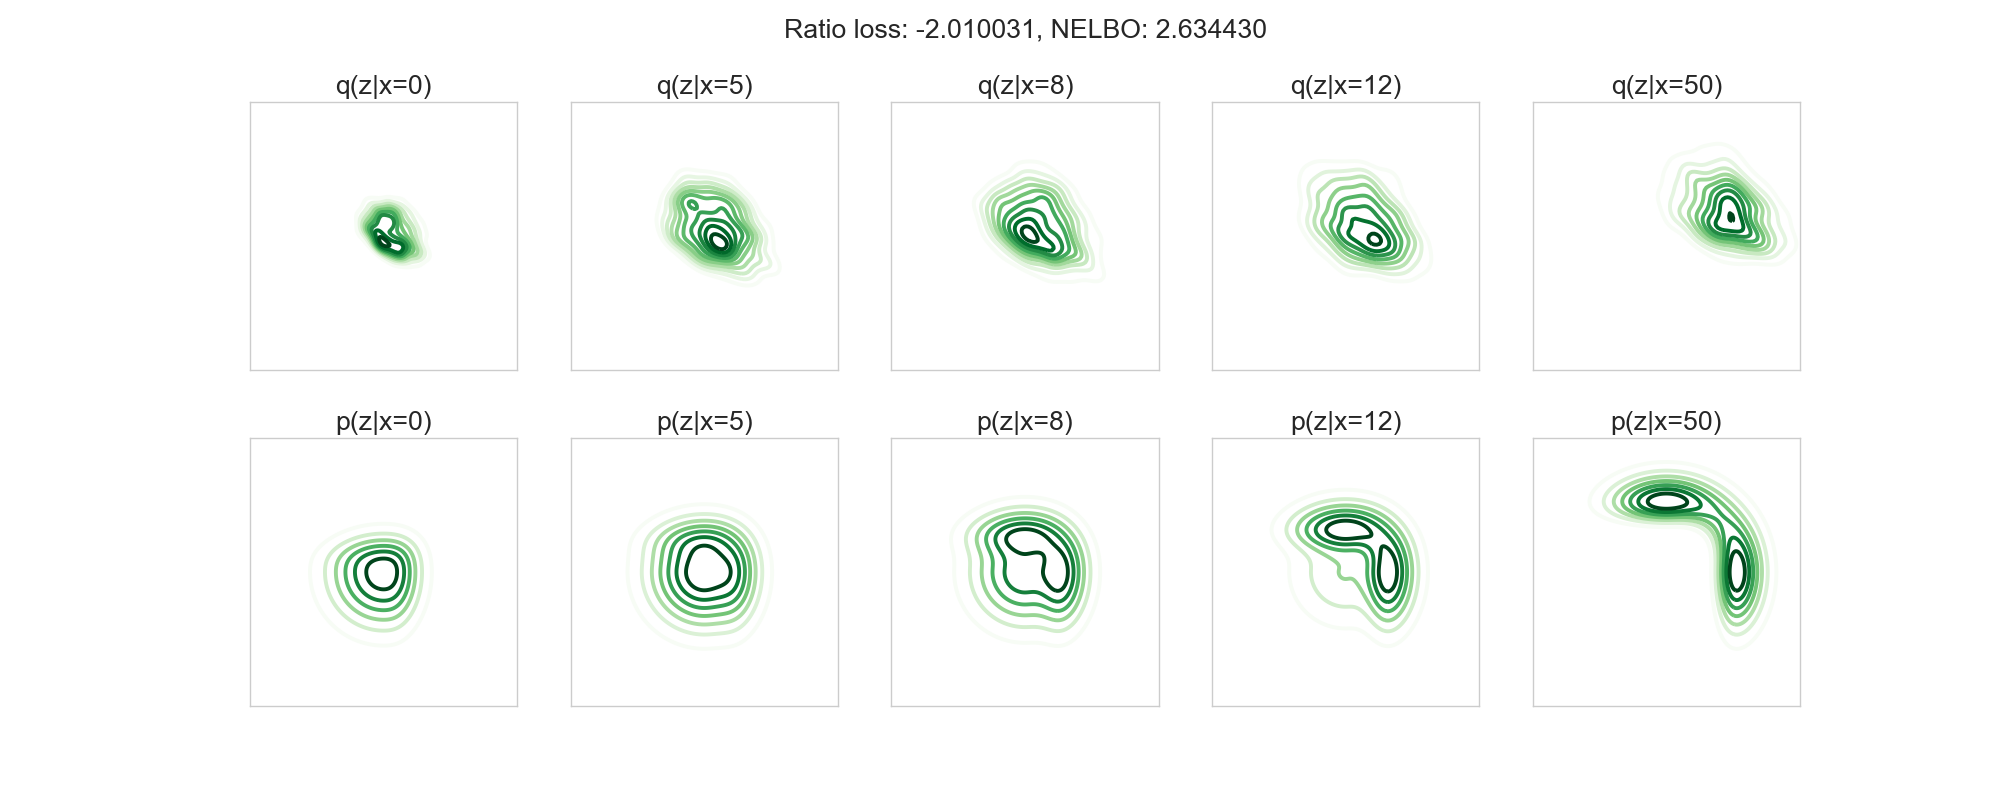 Ratio loss: -2.010031, NELBO: 2.634430
q(z|x=0) q(z|x=5) q(z|x=8) q(z|x=12) q(z|x=50)
p(z|x=0) p(z|x=5) p(z|x=8) p(z|x=12) p(z|x=50)